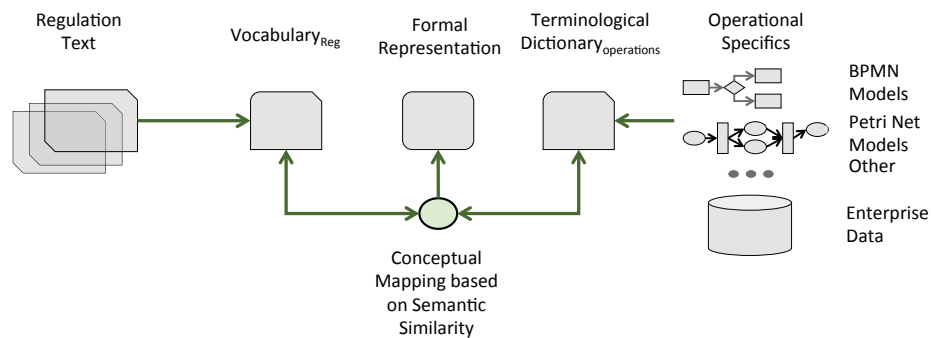 Regulation
Text
Vocabulary_Reg
Formal
Representation
Terminological
Dictionary_operations
Operational
Specifics
BPMN
Models
Petri Net
Models
Other
Enterprise
Data
Conceptual
Mapping based
on Semantic
Similarity